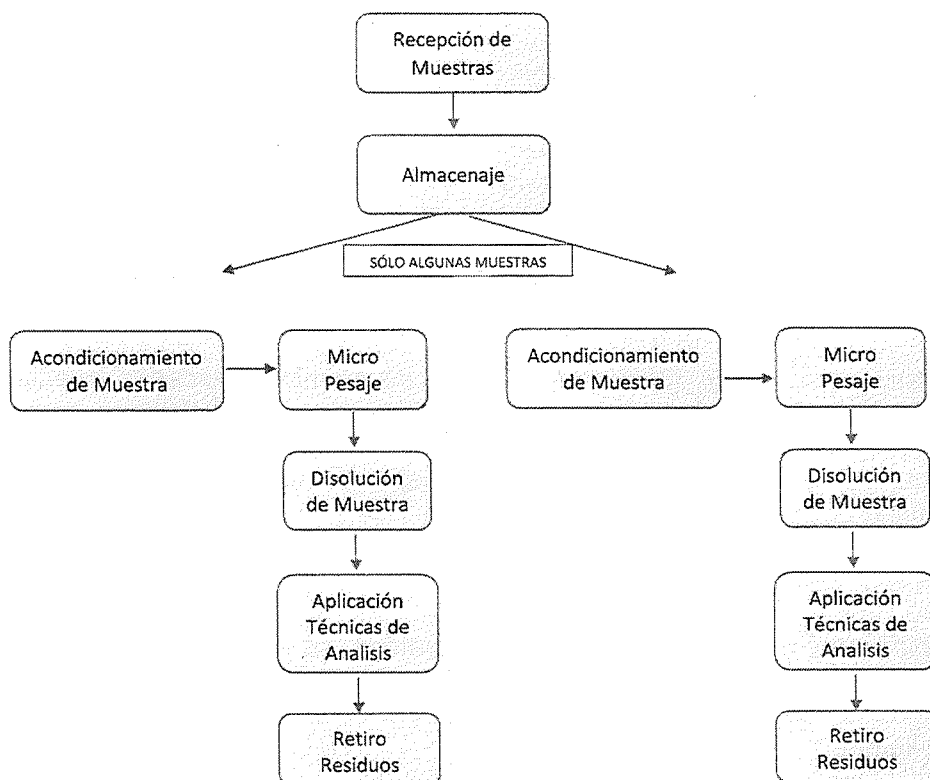 Recepción de
Muestras
Almacenaje
SÓLO ALGUNAS MUESTRAS
Acondicionamiento
de Muestra
Micro
Pesaje
Disolución
de Muestra
Aplicación
Técnicas de
Analisis
Retiro
Residuos
Acondicionamiento
de Muestra
Micro
Pesaje
Disolución
de Muestra
Aplicación
Técnicas de
Analisis
Retiro
Residuos